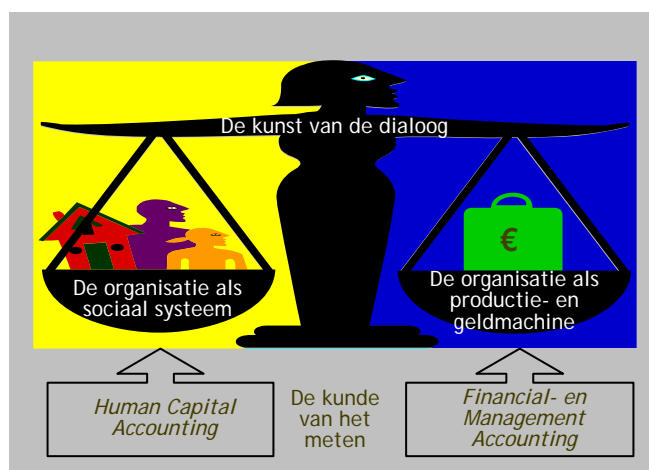 De kunst van de dialoog
€
De organisatie als
sociaal systeem
De organisatie als
productie- en
geldmachine
Human Capital
Accounting
De kunde
van het
meten
Financial- en
Management
Accounting